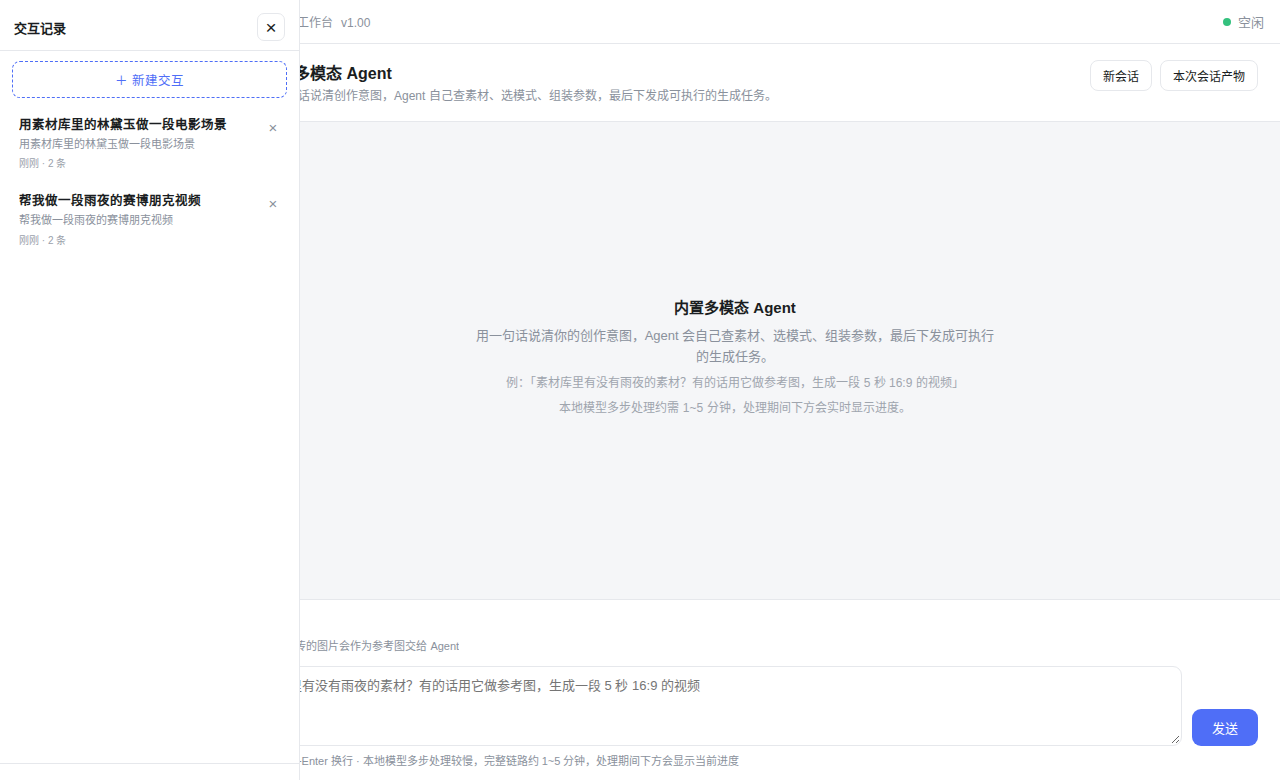 交互记录
×
工作台 v1.00
空闲
多模态 Agent
话说清创作意图，Agent 自己查素材、选模式、组装参数，最后下发成可执行的生成任务。
新会话
本次会话产物
＋ 新建交互
用素材库里的林黛玉做一段电影场景
×
用素材库里的林黛玉做一段电影场景
刚刚 · 2 条
帮我做一段雨夜的赛博朋克视频
×
帮我做一段雨夜的赛博朋克视频
刚刚 · 2 条
内置多模态 Agent
用一句话说清你的创作意图，Agent 会自己查素材、选模式、组装参数，最后下发成可执行
的生成任务。
例：「素材库里有没有雨夜的素材？有的话用它做参考图，生成一段 5 秒 16:9 的视频」
本地模型多步处理约需 1~5 分钟，处理期间下方会实时显示进度。
传的图片会作为参考图交给 Agent
有没有雨夜的素材？有的话用它做参考图，生成一段 5 秒 16:9 的视频
发送
Enter 换行 · 本地模型多步处理较慢，完整链路约 1~5 分钟，处理期间下方会显示当前进度